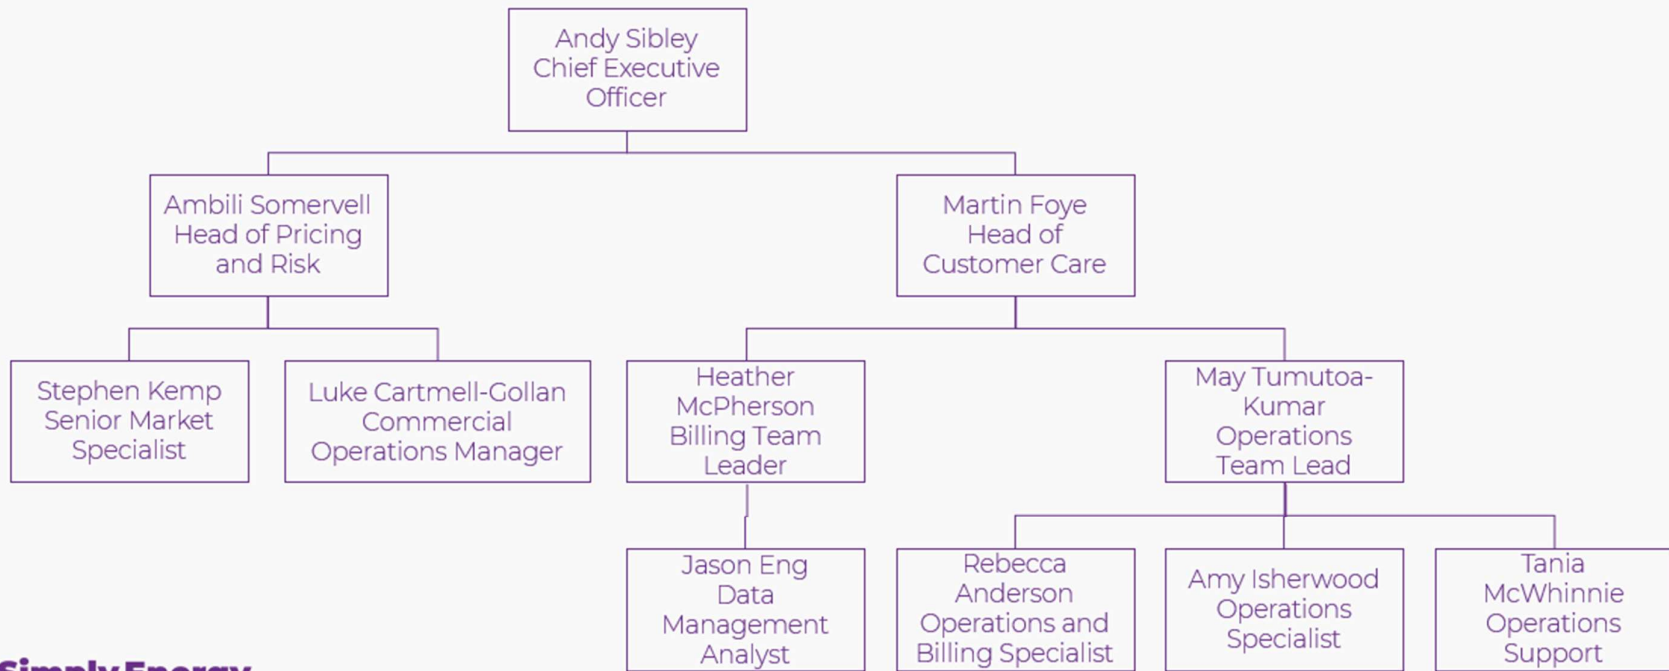 Andy Sibley
Chief Executive
Officer
Ambili Somervell
Head of Pricing
and Risk
Martin Foye
Head of
Customer Care
Stephen Kemp
Senior Market
Specialist
Luke Cartmell-Gollan
Commercial
Operations Manager
Heather
McPherson
Billing Team
Leader
May Tumutoa-
Kumar
Operations
Team Lead
Jason Eng
Data
Management
Analyst
Rebecca
Anderson
Operations and
Billing Specialist
Amy Isherwood
Operations
Specialist
Tania
McWhinnie
Operations
Support
Simply Energy